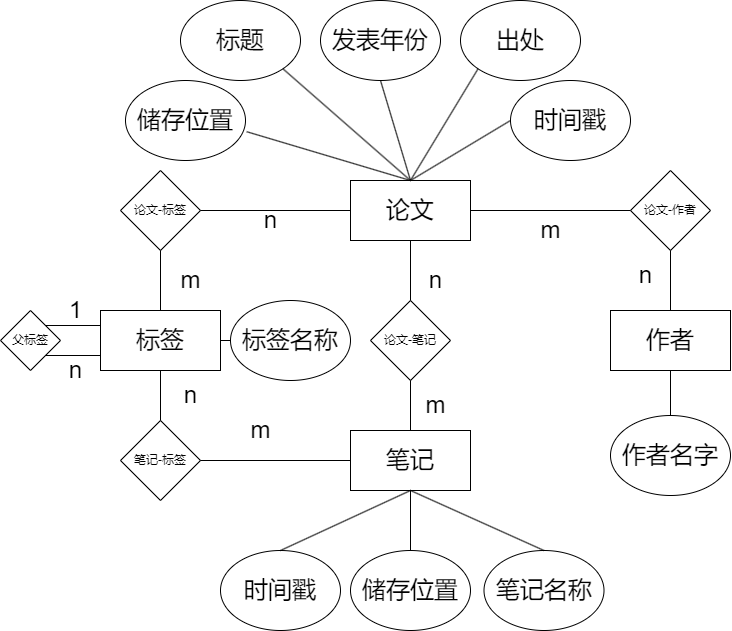 标题
发表年份
出处
储存位置
时间戳
论文-标签
n
论文
m
论文-作者
m
n
n
1
父标签
n
标签
标签名称
论文-笔记
作者
n
m
笔记-标签
m
笔记
作者名字
时间戳
储存位置
笔记名称